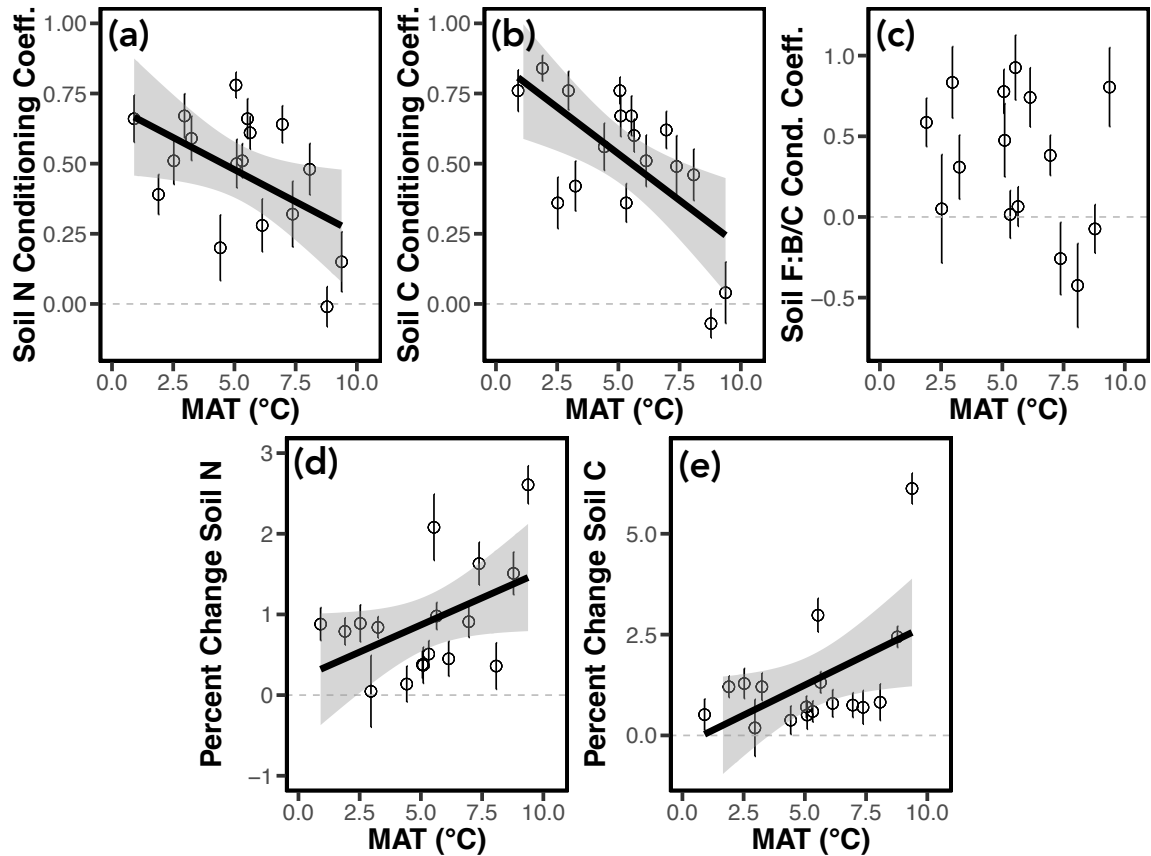 (a)
Soil N Conditioning Coeff.
1.00
0.75
0.50
0.25
0.00
0.0 2.5 5.0 7.5 10.0
MAT (°C)
(b)
Soil C Conditioning Coeff.
1.00
0.75
0.50
0.25
0.00
0.0 2.5 5.0 7.5 10.0
MAT (°C)
(c)
Soil F:B/C Cond. Coeff.
1.0
0.5
0.0
−0.5
0.0 2.5 5.0 7.5 10.0
MAT (°C)
(d)
Percent Change Soil N
3
2
1
0
−1
0.0 2.5 5.0 7.5 10.0
MAT (°C)
(e)
Percent Change Soil C
5.0
2.5
0.0
0.0 2.5 5.0 7.5 10.0
MAT (°C)